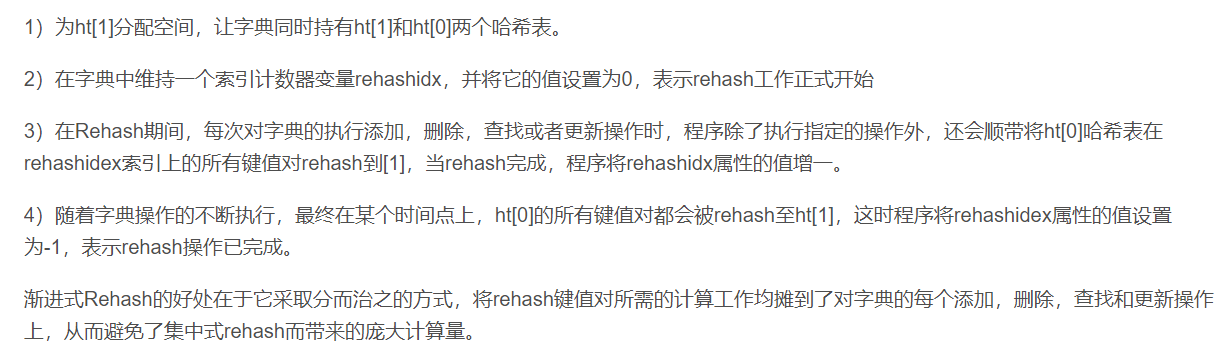 1）为ht[1]分配空间，让字典同时持有ht[1]和ht[0]两个哈希表。
2）在字典中维持一个索引计数器变量rehashidx，并将它的值设置为0，表示rehash工作正式开始
3）在Rehash期间，每次对字典的执行添加，删除，查找或者更新操作时，程序除了执行指定的操作外，还会顺带将ht[0]哈希表在
rehashidex索引上的所有键值对rehash到[1]，当rehash完成，程序将rehashidx属性的值增一。
4）随着字典操作的不断执行，最终在某个时间点上，ht[0]的所有键值对都会被rehash至ht[1]，这时程序将rehashidex属性的值设置
为-1，表示rehash操作已完成。
渐进式Rehash的好处在于它采取分而治之的方式，将rehash键值对所需的计算工作均摊到了对字典的每个添加，删除，查找和更新操作
上，从而避免了集中式rehash而带来的庞大计算量。